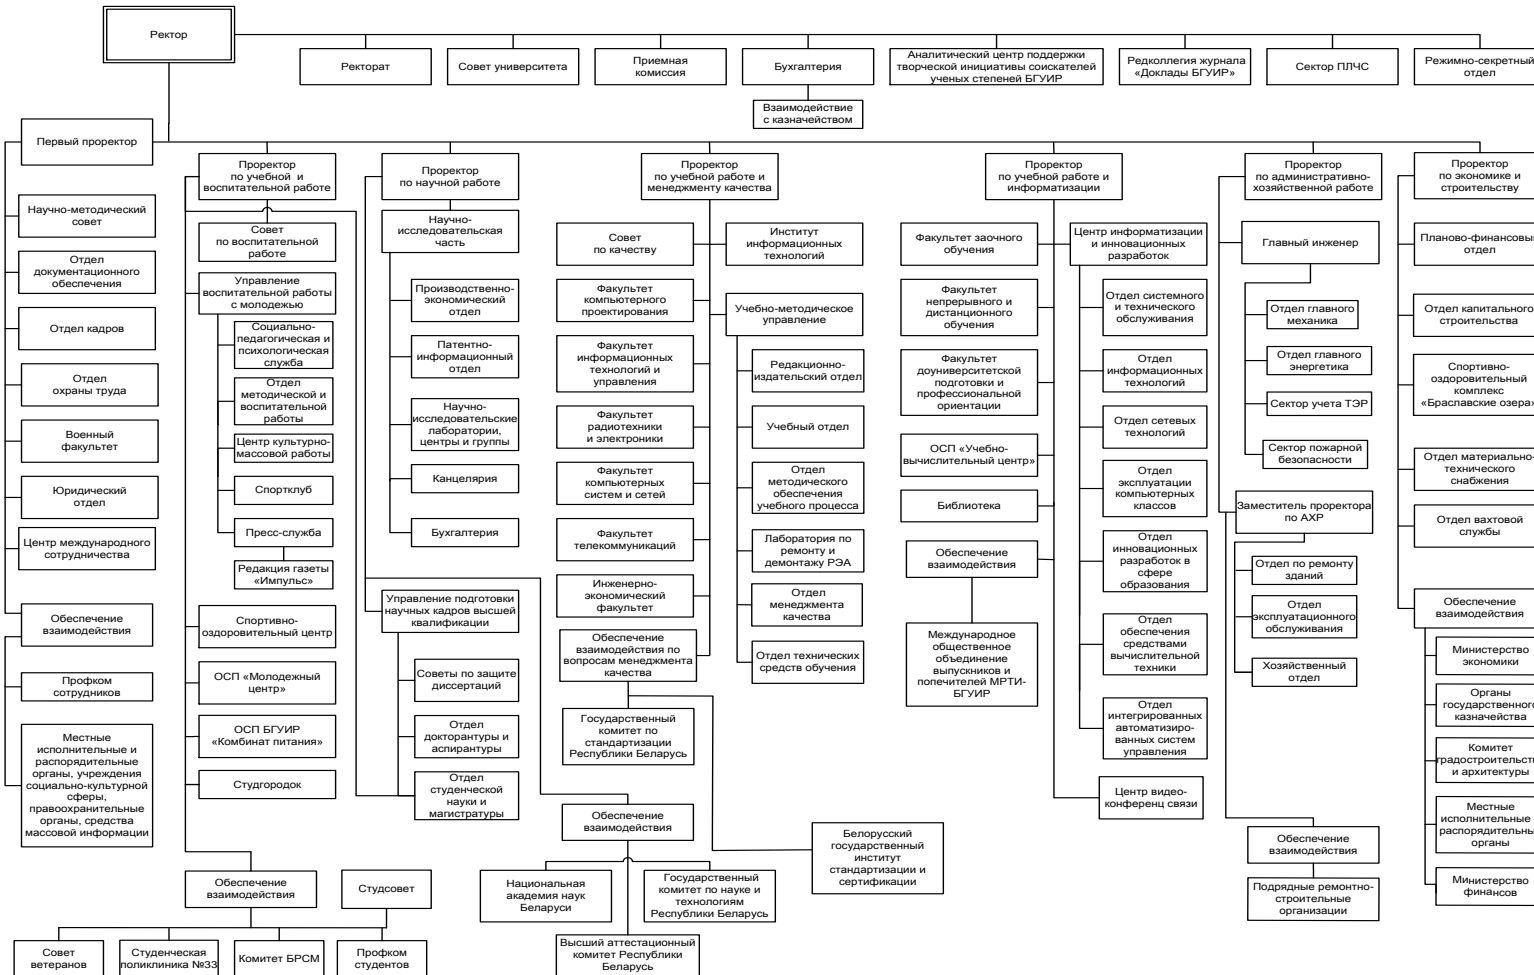 Ректор
Ректорат
Совет университета
Приемная
комиссия
Бухгалтерия
Аналитический центр поддержки
творческой инициативы соискателей
ученых степеней БГУИР
Редколлегия журнала
«Доклады БГУИР»
Сектор ПЛЧС
Режимно-секретный
отдел
Взаимодействие
с казначейством
Первый проректор
Научно-методический
совет
Отдел
документационного
обеспечения
Отдел кадров
Отдел
охраны труда
Военный
факультет
Юридический
отдел
Центр международного
сотрудничества
Обеспечение
взаимодействия
Профком
сотрудников
Местные
исполнительные и
распорядительные
органы, учреждения
социально-культурной
сферы,
правоохранительные
органы, средства
массовой информации
Проректор
по учебной и
воспитательной работе
Совет
по воспитательной
работе
Управление
воспитательной работы
с молодежью
Социально-
педагогическая и
психологическая
служба
Отдел
методической и
воспитательной
работы
Центр культурно-
массовой работы
Спортклуб
Пресс-служба
Редакция газеты
«Импульс»
Спортивно-
оздоровительный центр
ОСП «Молодежный
центр»
ОСП БГУИР
«Комбинат питания»
Студгородок
Обеспечение
взаимодействия
Студсовет
Совет
ветеранов
Студенческая
поликлиника №33
Комитет БРСМ
Профком
студентов
Проректор
по научной работе
Научно-
исследовательская
часть
Производственно-
экономический
отдел
Патентно-
информационный
отдел
Научно-
исследовательские
лаборатории,
центры и группы
Канцелярия
Бухгалтерия
Управление подготовки
научных кадров высшей
квалификации
Советы по защите
диссертаций
Отдел
докторантуры и
аспирантуры
Отдел
студенческой
науки и
магистратуры
Обеспечение
взаимодействия
Национальная
академия наук
Беларуси
Государственный
комитет по науке и
технологиям
Республики Беларусь
Высший аттестационный
комитет Республики
Беларусь
Проректор
по учебной работе и
менеджменту качества
Совет
по качеству
Факультет
компьютерного
проектирования
Факультет
информационных
технологий и
управления
Факультет
радиотехники
и электроники
Факультет
компьютерных
систем и сетей
Факультет
телекоммуникаций
Инженерно-
экономический
факультет
Обеспечение
взаимодействия по
вопросам менеджмента
качества
Государственный
комитет по
стандартизации
Республики Беларусь
Белорусский
государственный
институт
стандартизации и
сертификации
Институт
информационных
технологий
Учебно-методическое
управление
Редакционно-
издательский отдел
Учебный отдел
Отдел
методического
обеспечения
учебного процесса
Лаборатория по
ремонту и
демонтажу РЭА
Отдел
менеджмента
качества
Отдел технических
средств обучения
Проректор
по учебной работе и
информатизации
Факультет заочного
обучения
Факультет
непрерывного и
дистанционного
обучения
Факультет
доуниверситетской
подготовки и
профессиональной
ориентации
ОСП «Учебно-
вычислительный центр»
Библиотека
Обеспечение
взаимодействия
Международное
общественное
объединение
выпускников и
попечителей МРТИ-
БГУИР
Центр информатизации
и инновационных
разработок
Отдел системного
и технического
обслуживания
Отдел
информационных
технологий
Отдел сетевых
технологий
Отдел
эксплуатации
компьютерных
классов
Отдел
инновационных
разработок в
сфере
образования
Отдел
обеспечения
средствами
вычислительной
техники
Отдел
интегрированных
автоматизиро-
ванных систем
управления
Центр видео-
конференц связи
Проректор
по административно-
хозяйственной работе
Главный инженер
Отдел главного
механика
Отдел главного
энергетика
Сектор учета ТЭР
Сектор пожарной
безопасности
Заместитель проректора
по АХР
Отдел по ремонту
зданий
Отдел
эксплуатационного
обслуживания
Хозяйственный
отдел
Обеспечение
взаимодействия
Подрядные ремонтно-
строительные
организации
Проректор
по экономике и
строительству
Планово-финансовый
отдел
Отдел капитального
строительства
Спортивно-
оздоровительный
комплекс
«Браславские озера»
Отдел материально-
технического
снабжения
Отдел вахтовой
службы
Обеспечение
взаимодействия
Министерство
экономики
Органы
государственного
казначейства
Комитет
градостроительства
и архитектуры
Местные
исполнительные
распорядительные
органы
Министерство
финансов